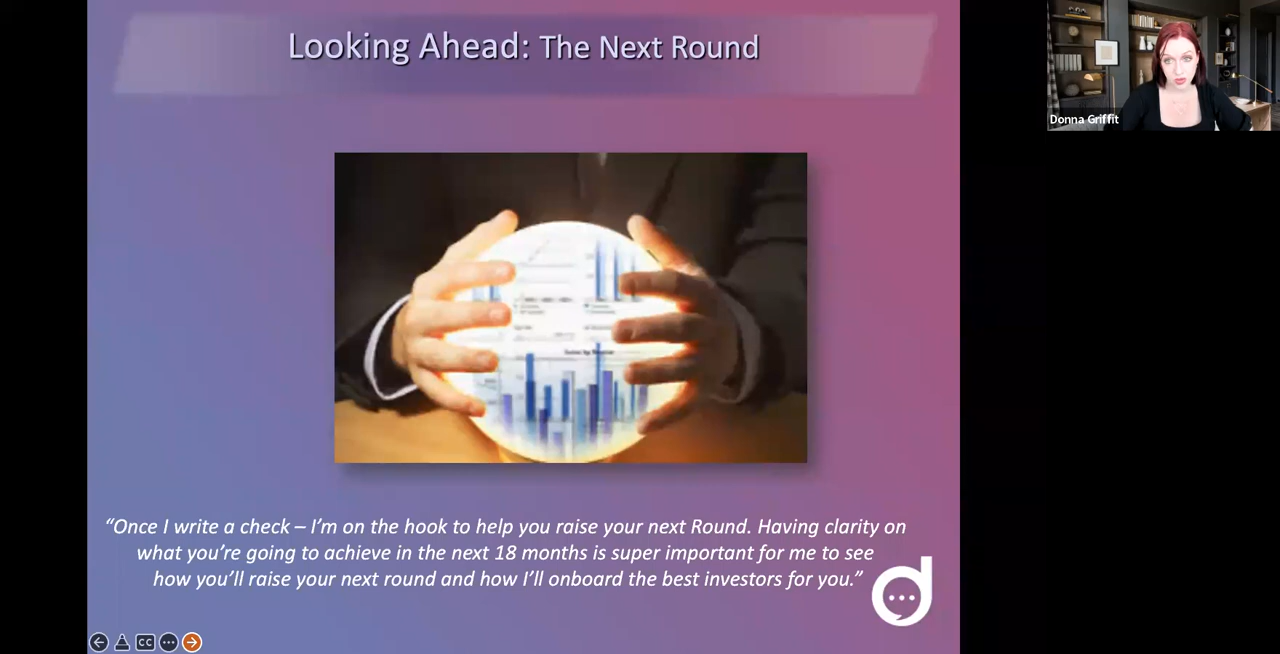 Looking Ahead: The Next Round
Donna Griffit
“Once I write a check – I’m on the hook to help you raise your next Round. Having clarity on
what you’re going to achieve in the next 18 months is super important for me to see
how you’ll raise your next round and how I’ll onboard the best investors for you.”
CC